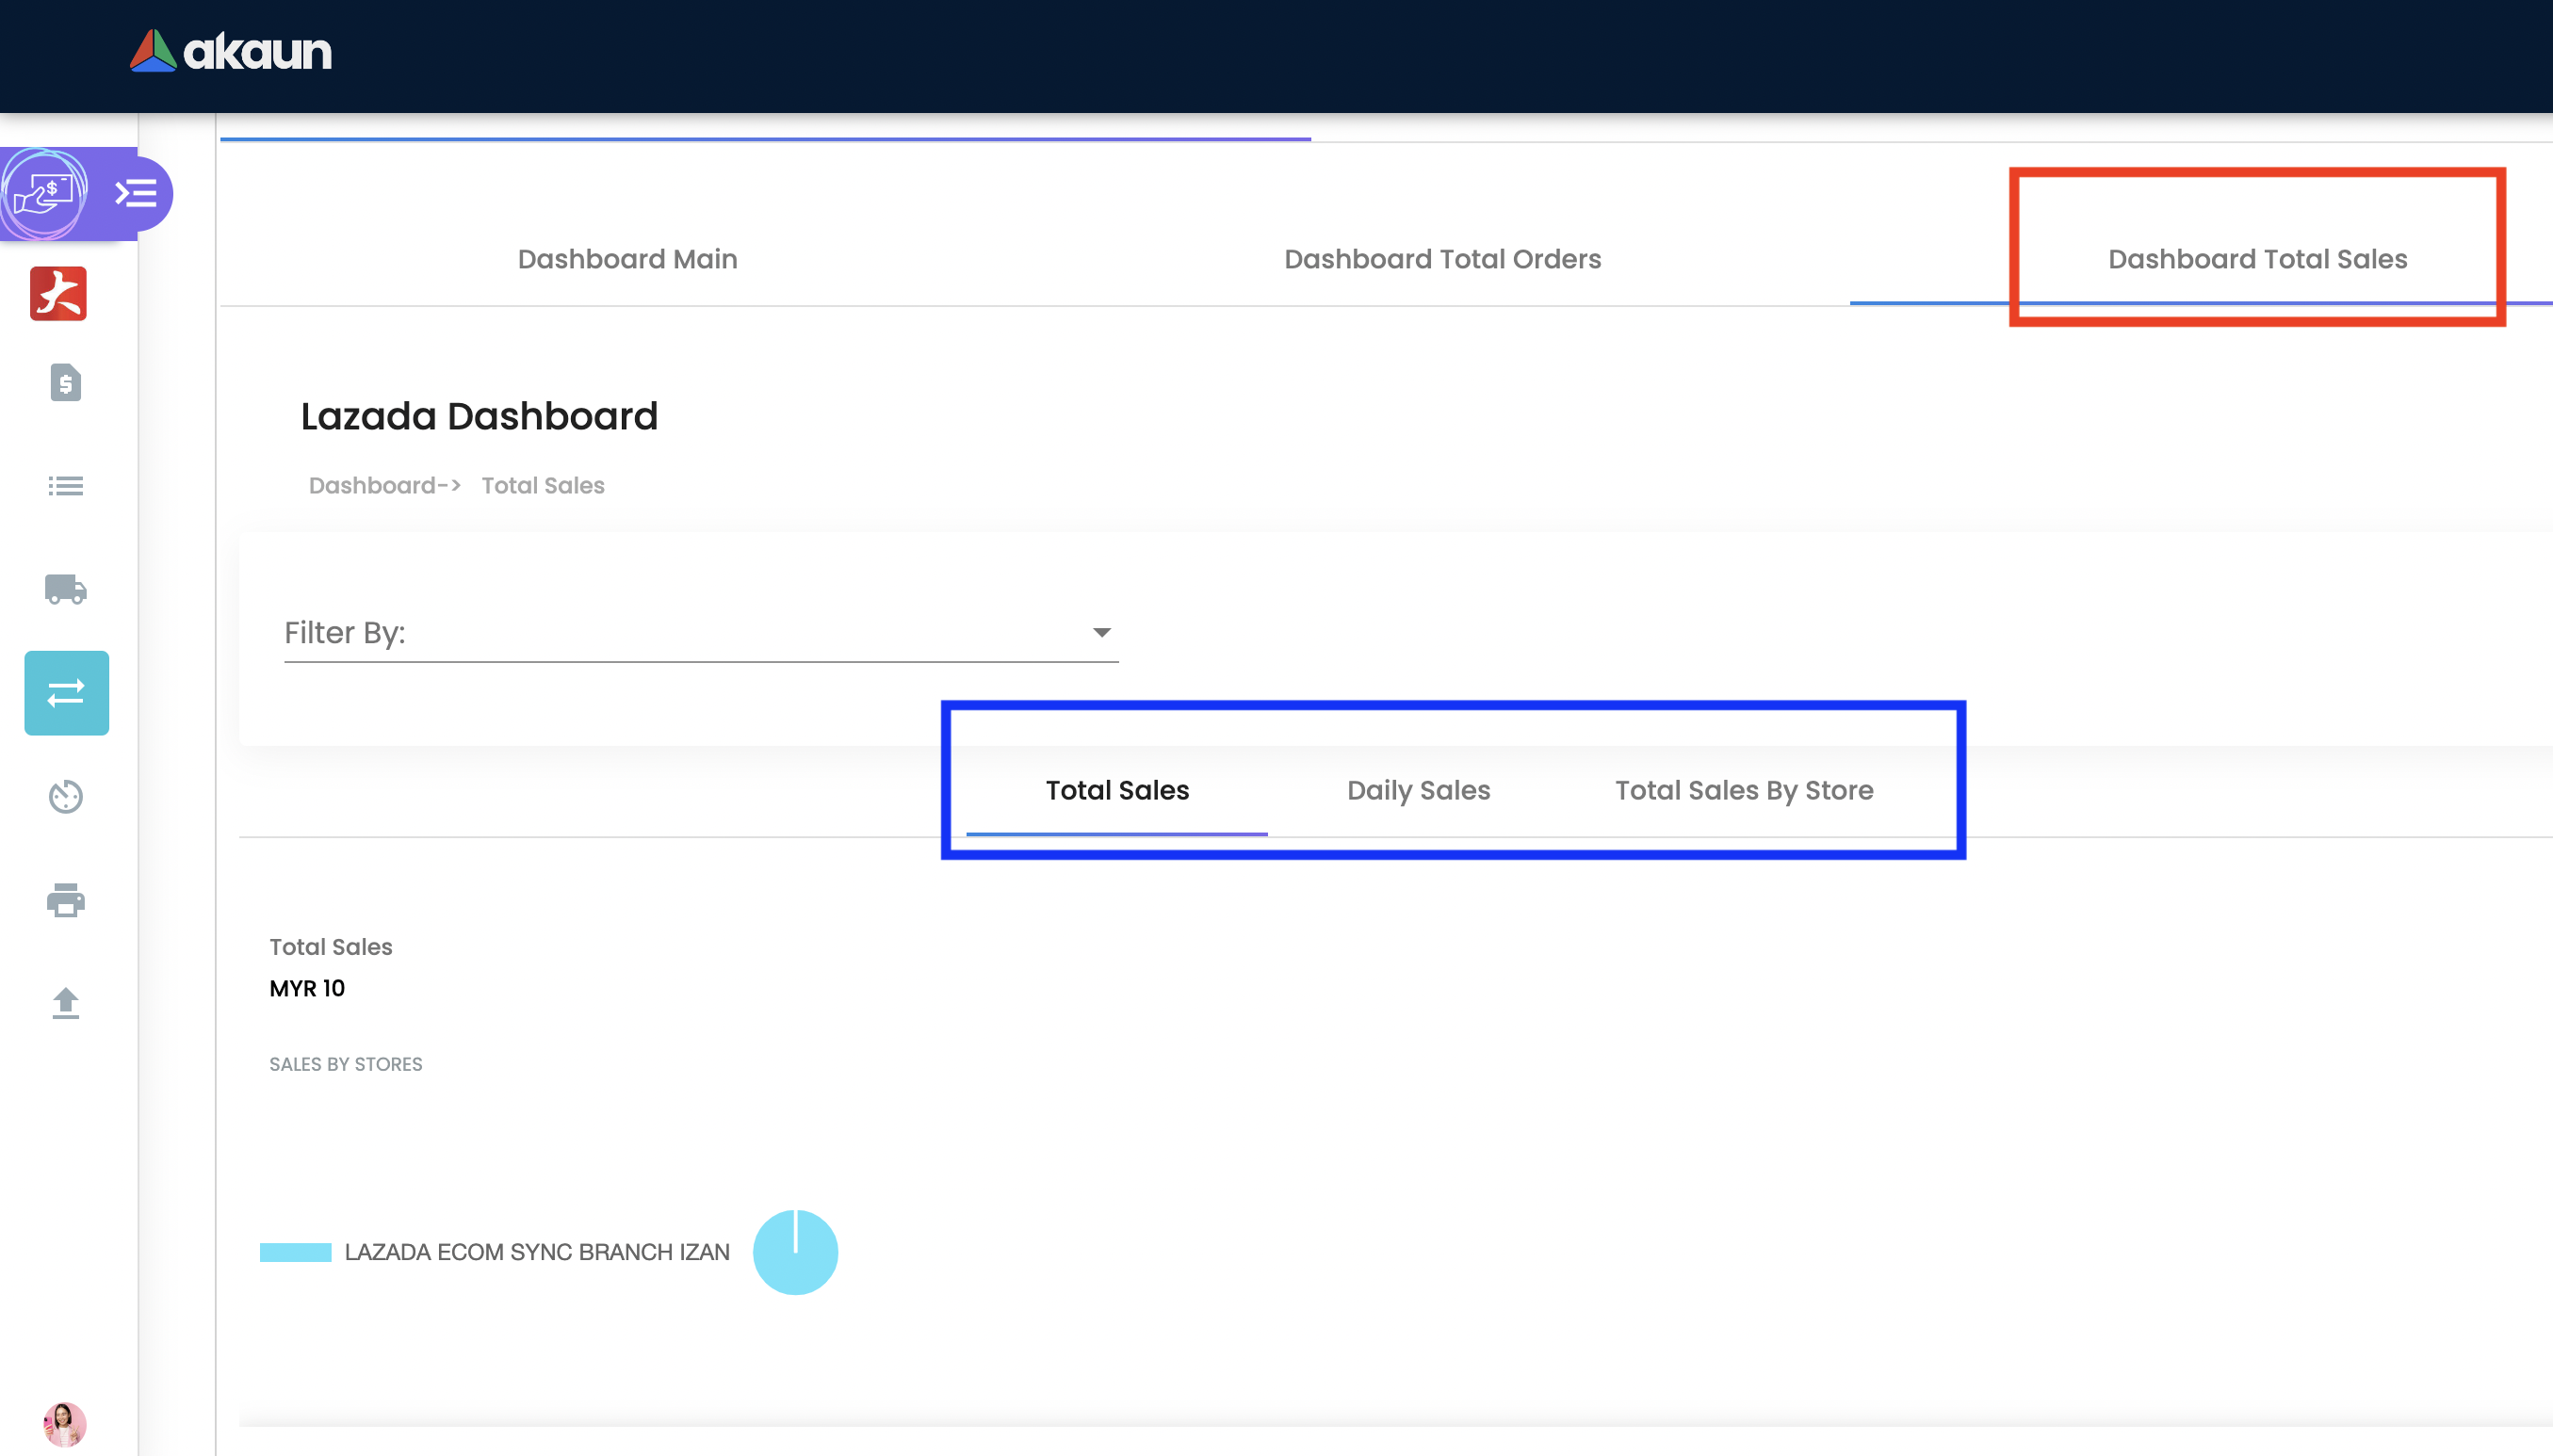 akaun
Dashboard Main
Dashboard Total Orders
Dashboard Total Sales
Lazada Dashboard
Dashboard-> Total Sales
Filter By:
Total Sales
Daily Sales
Total Sales By Store
Total Sales
MYR 10
SALES BY STORES
LAZADA ECOM SYNC BRANCH IZAN